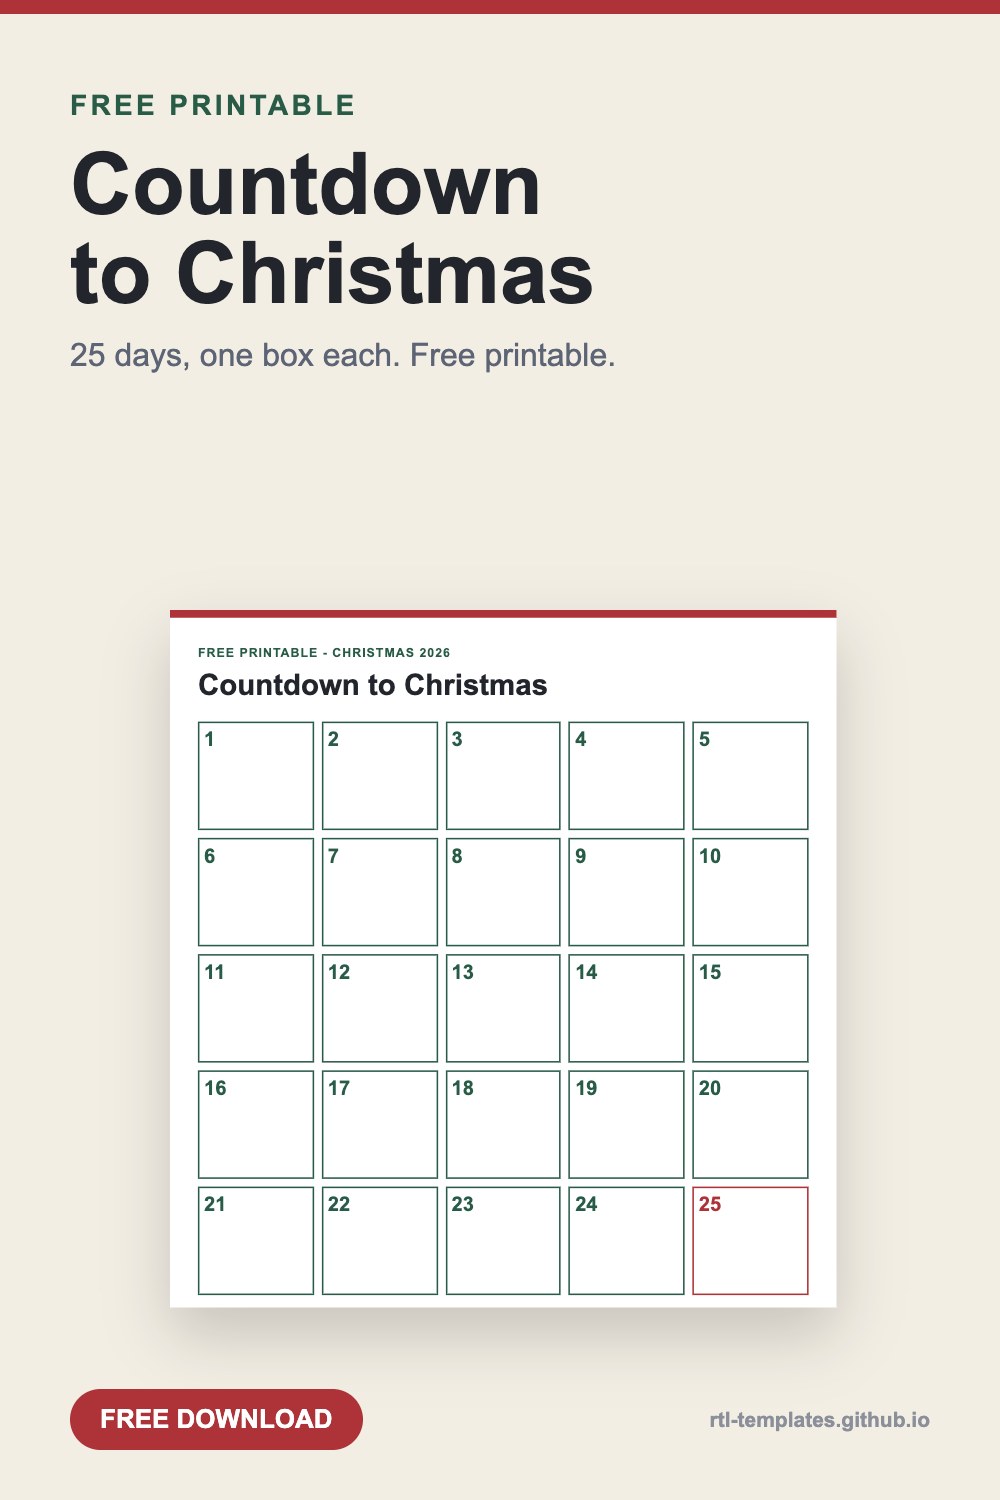 FREE PRINTABLE
Countdown
to Christmas
25 days, one box each. Free printable.
FREE PRINTABLE - CHRISTMAS 2026
Countdown to Christmas
1 2 3 4 5
6 7 8 9 10
11 12 13 14 15
16 17 18 19 20
21 22 23 24 25
FREE DOWNLOAD
rtl-templates.github.io